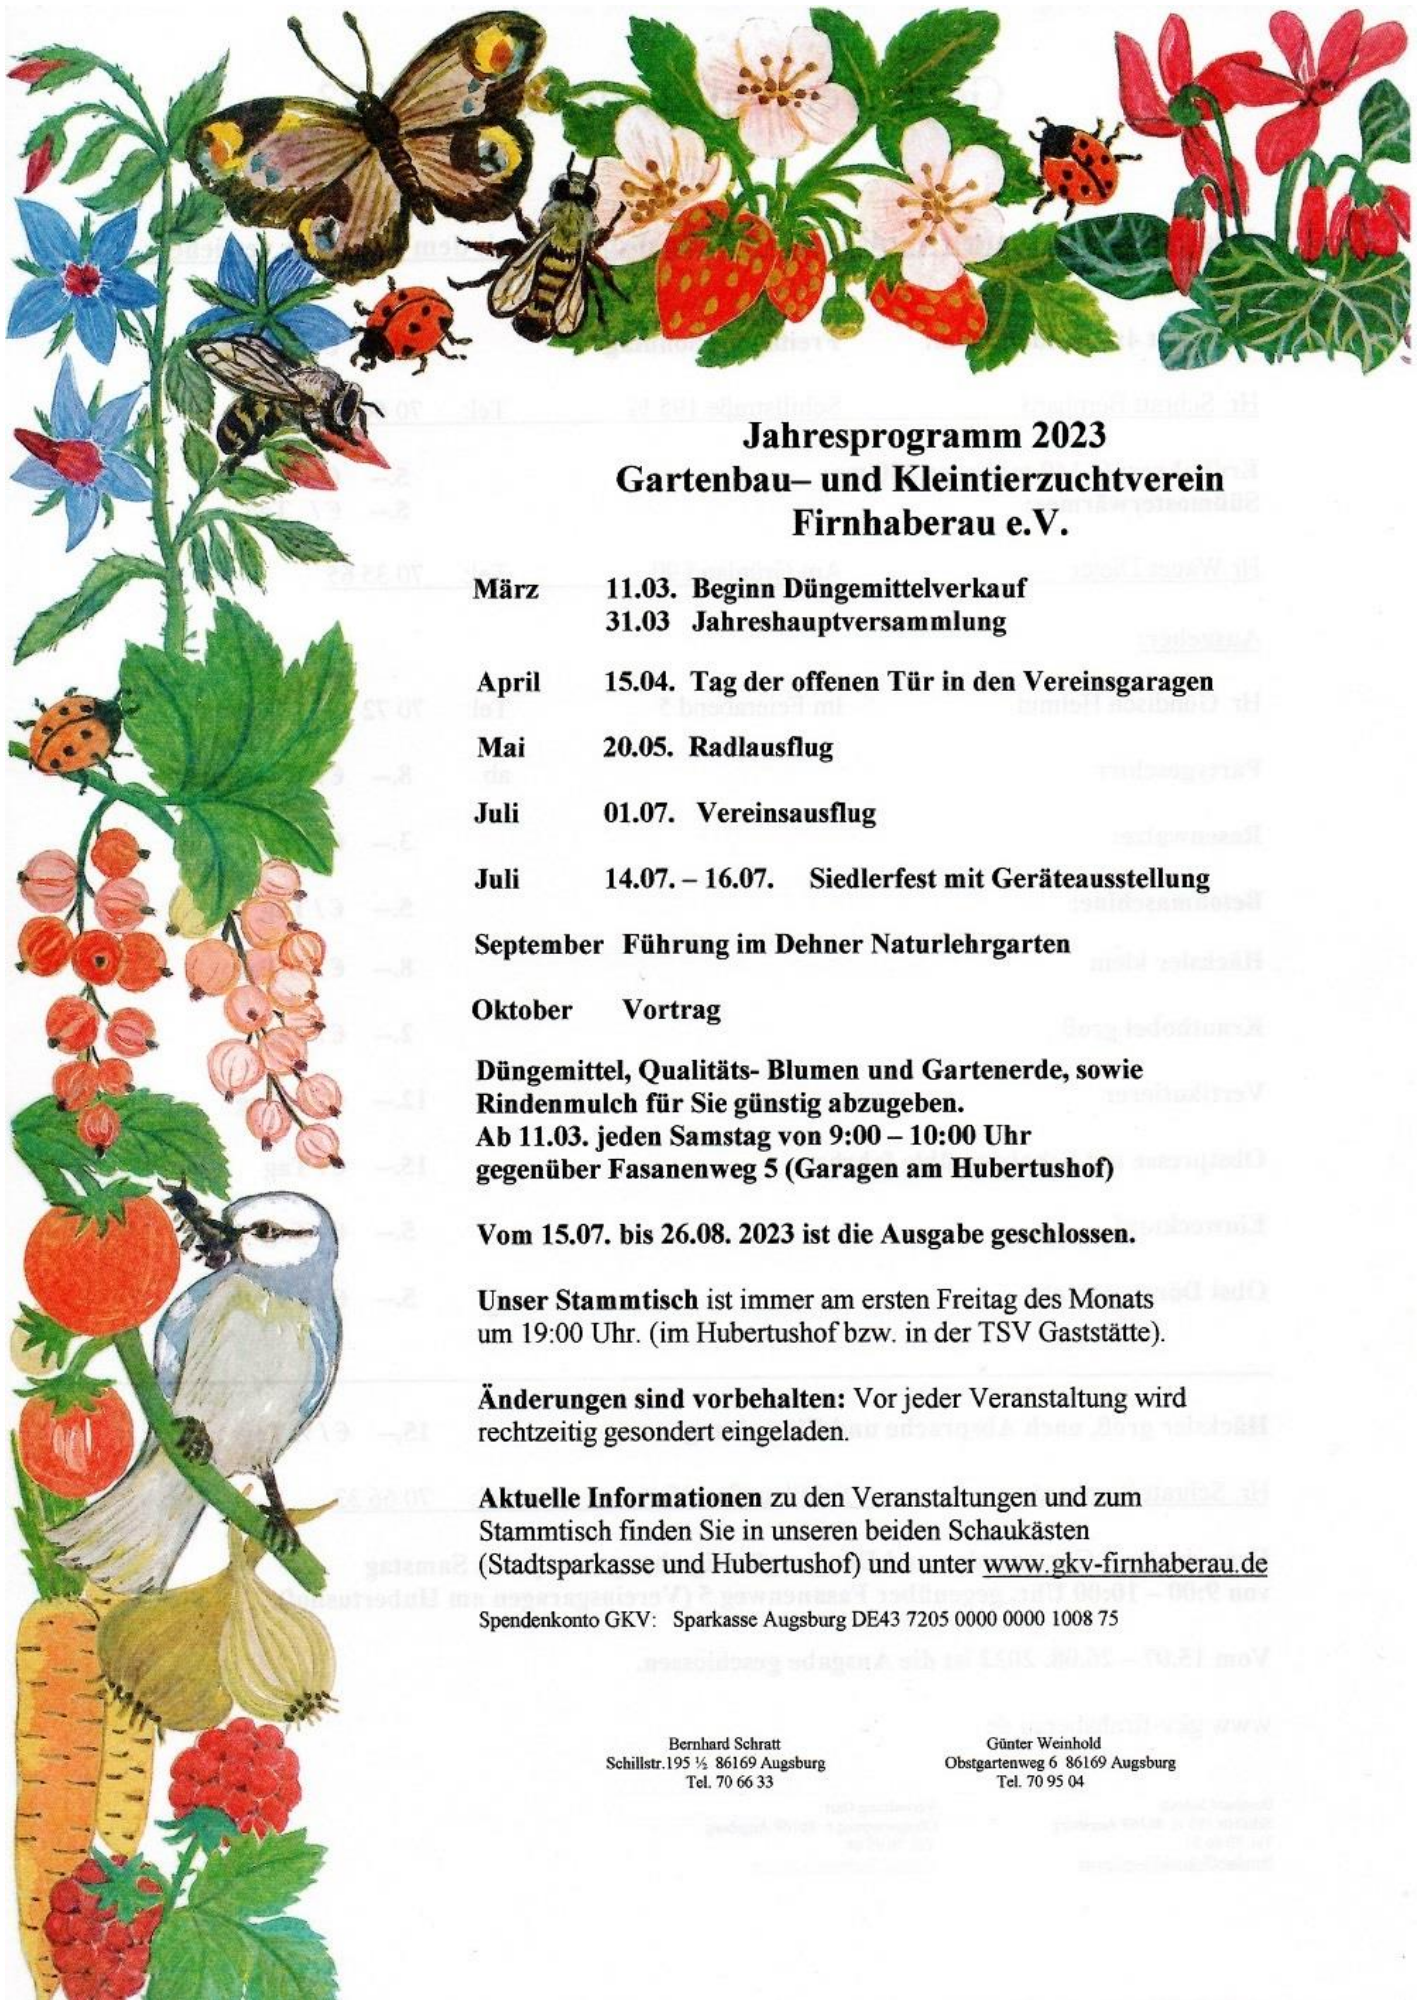 Jahresprogramm 2023
Gartenbau– und Kleintierzuchtverein
Firnhaberau e.V.
März 11.03. Beginn Düngemittelverkauf
31.03 Jahreshauptversammlung
April 15.04. Tag der offenen Tür in den Vereinsgaragen
Mai 20.05. Radlausflug
Juli 01.07. Vereinsausflug
Juli 14.07. – 16.07. Siedlerfest mit Geräteausstellung
September Führung im Dehner Naturlehrgarten
Oktober Vortrag
Düngemittel, Qualitäts- Blumen und Gartenerde, sowie
Rindenmulch für Sie günstig abzugeben.
Ab 11.03. jeden Samstag von 9:00 – 10:00 Uhr
gegenüber Fasanenweg 5 (Garagen am Hubertushof)
Vom 15.07. bis 26.08. 2023 ist die Ausgabe geschlossen.
Unser Stammtisch ist immer am ersten Freitag des Monats
um 19:00 Uhr. (im Hubertushof bzw. in der TSV Gaststätte).
Änderungen sind vorbehalten: Vor jeder Veranstaltung wird
rechtzeitig gesondert eingeladen.
Aktuelle Informationen zu den Veranstaltungen und zum
Stammtisch finden Sie in unseren beiden Schaukästen
(Stadtsparkasse und Hubertushof) und unter www.gkv-firnhaberau.de
Spendenkonto GKV: Sparkasse Augsburg DE43 7205 0000 0000 1008 75
Bernhard Schratt
Schillstr.195 ½ 86169 Augsburg
Tel. 70 66 33
Günter Weinhold
Obstgartenweg 6 86169 Augsburg
Tel. 70 95 04